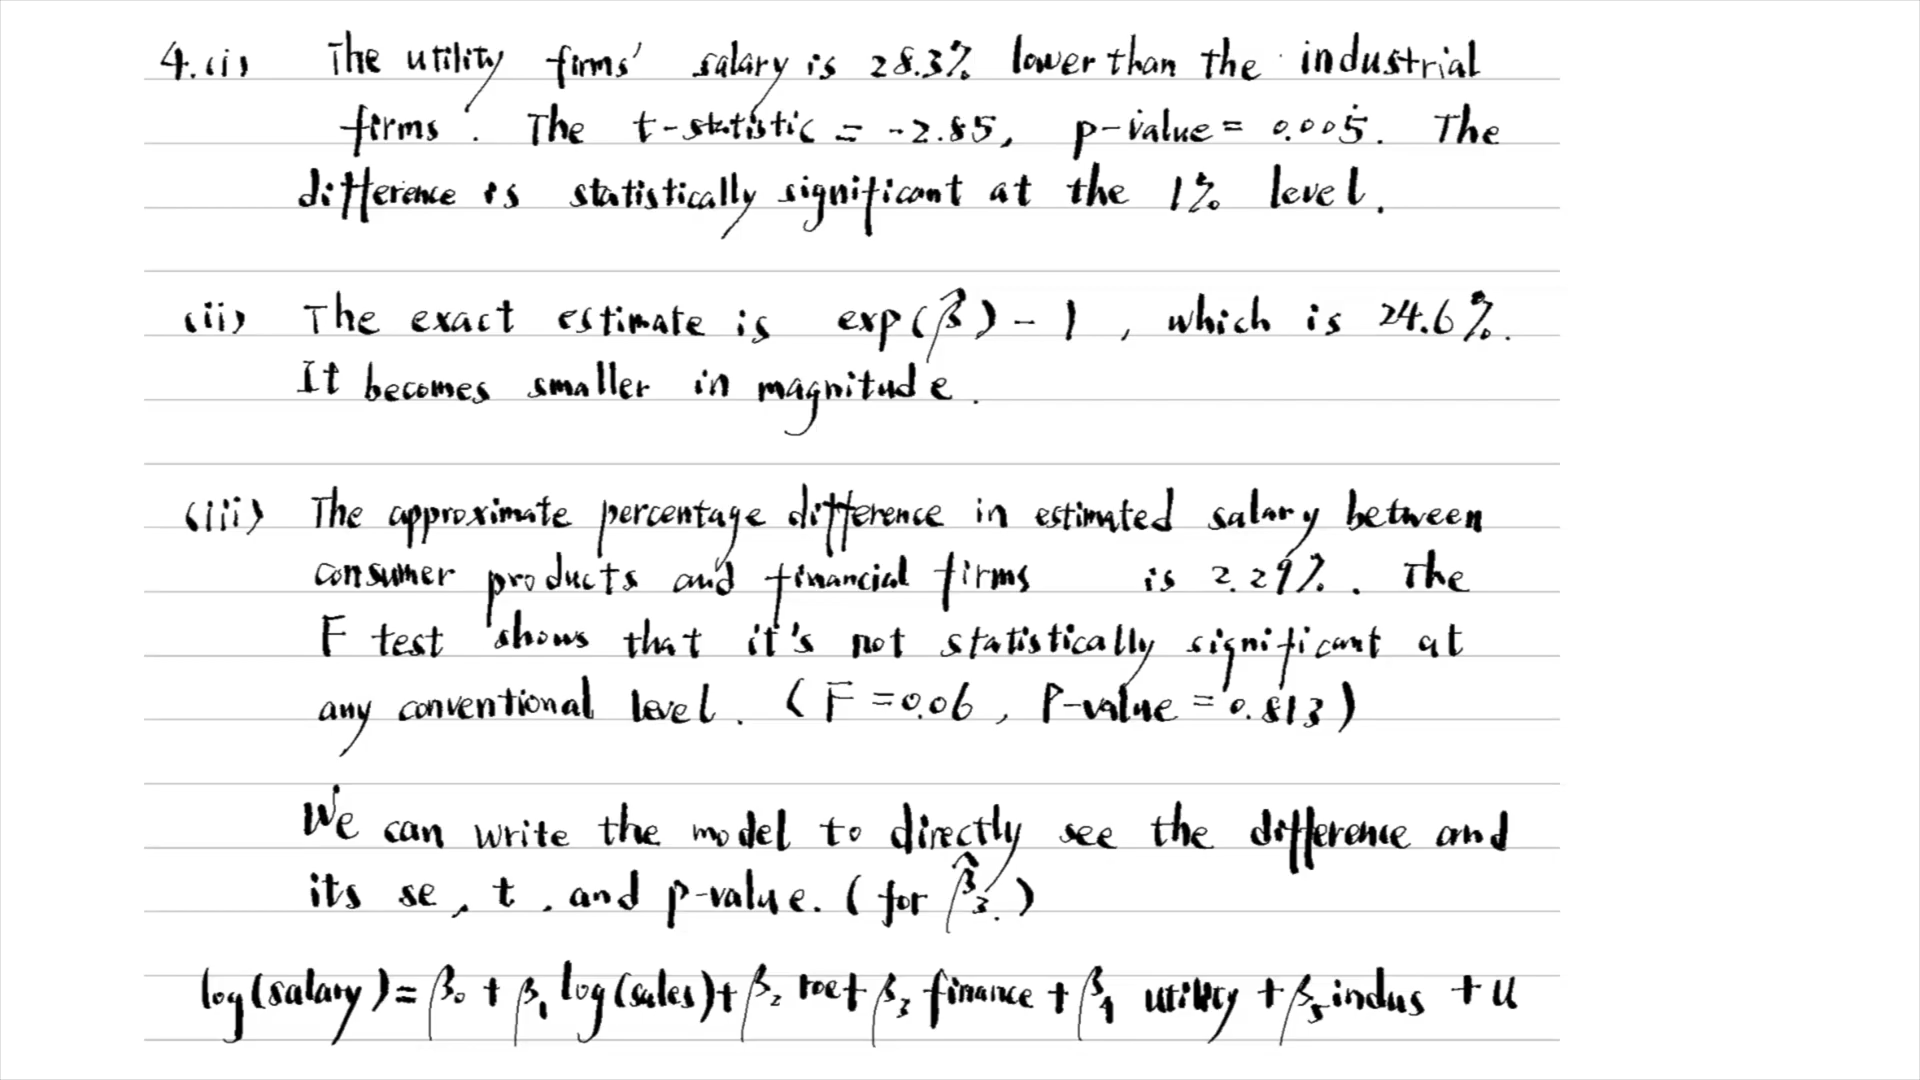 4.(i) The utility firms' salary is 28.3% lower than the industrial
firms'. The t-statistic = -2.85, p-value = 0.005. The
difference is statistically significant at the 1% level.
(ii) The exact estimate is exp(β̂) - 1, which is 24.6%.
It becomes smaller in magnitude.
(iii) The approximate percentage difference in estimated salary between
consumer products and financial firms is 2.29%. The
F test shows that it's not statistically significant at
any conventional level. (F = 0.06, P-value = 0.813)
We can write the model to directly see the difference and
its se, t, and p-value. (for β̂₃.)
log(salary) = β₀ + β₁ log(sales) + β₂ roe + β₃ finance + β₄ utility + β₅ indus + u